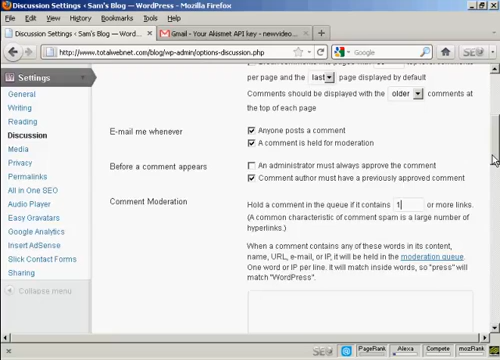 Discussion Settings ‹ Sam's Blog — WordPress - Mozilla Firefox
File Edit View History Bookmarks Tools Help
Discussion Settings ‹ Sam's Blog — Wor...
Gmail - Your Akismet API key - newvideo...
http://www.totalwebnet.com/blog/wp-admin/options-discussion.php
Google
SEO
Settings
General
Writing
Reading
Discussion
Media
Privacy
Permalinks
All in One SEO
Audio Player
Easy Gravatars
Google Analytics
Insert AdSense
Slick Contact Forms
Sharing
Collapse menu
per page and the last page displayed by default
Comments should be displayed with the older comments at
the top of each page
E-mail me whenever
Anyone posts a comment
A comment is held for moderation
Before a comment appears
An administrator must always approve the comment
Comment author must have a previously approved comment
Comment Moderation
Hold a comment in the queue if it contains 1 or more links.
(A common characteristic of comment spam is a large number of
hyperlinks.)
When a comment contains any of these words in its content,
name, URL, e-mail, or IP, it will be held in the moderation queue.
One word or IP per line. It will match inside words, so "press" will
match "WordPress".
SEO PageRank Alexa Compete mozRank